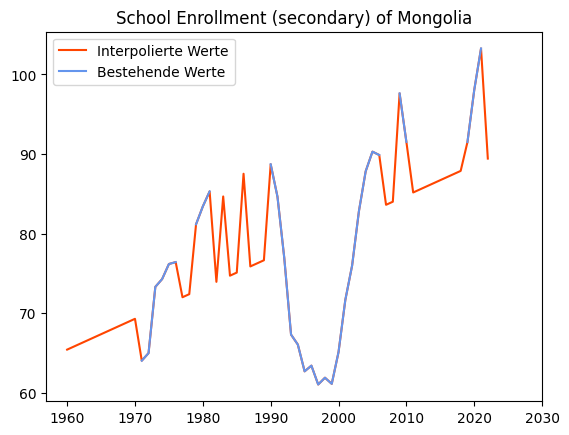 School Enrollment (secondary) of Mongolia
Interpolierte Werte
Bestehende Werte
100
90
80
70
60
1960 1970 1980 1990 2000 2010 2020 2030